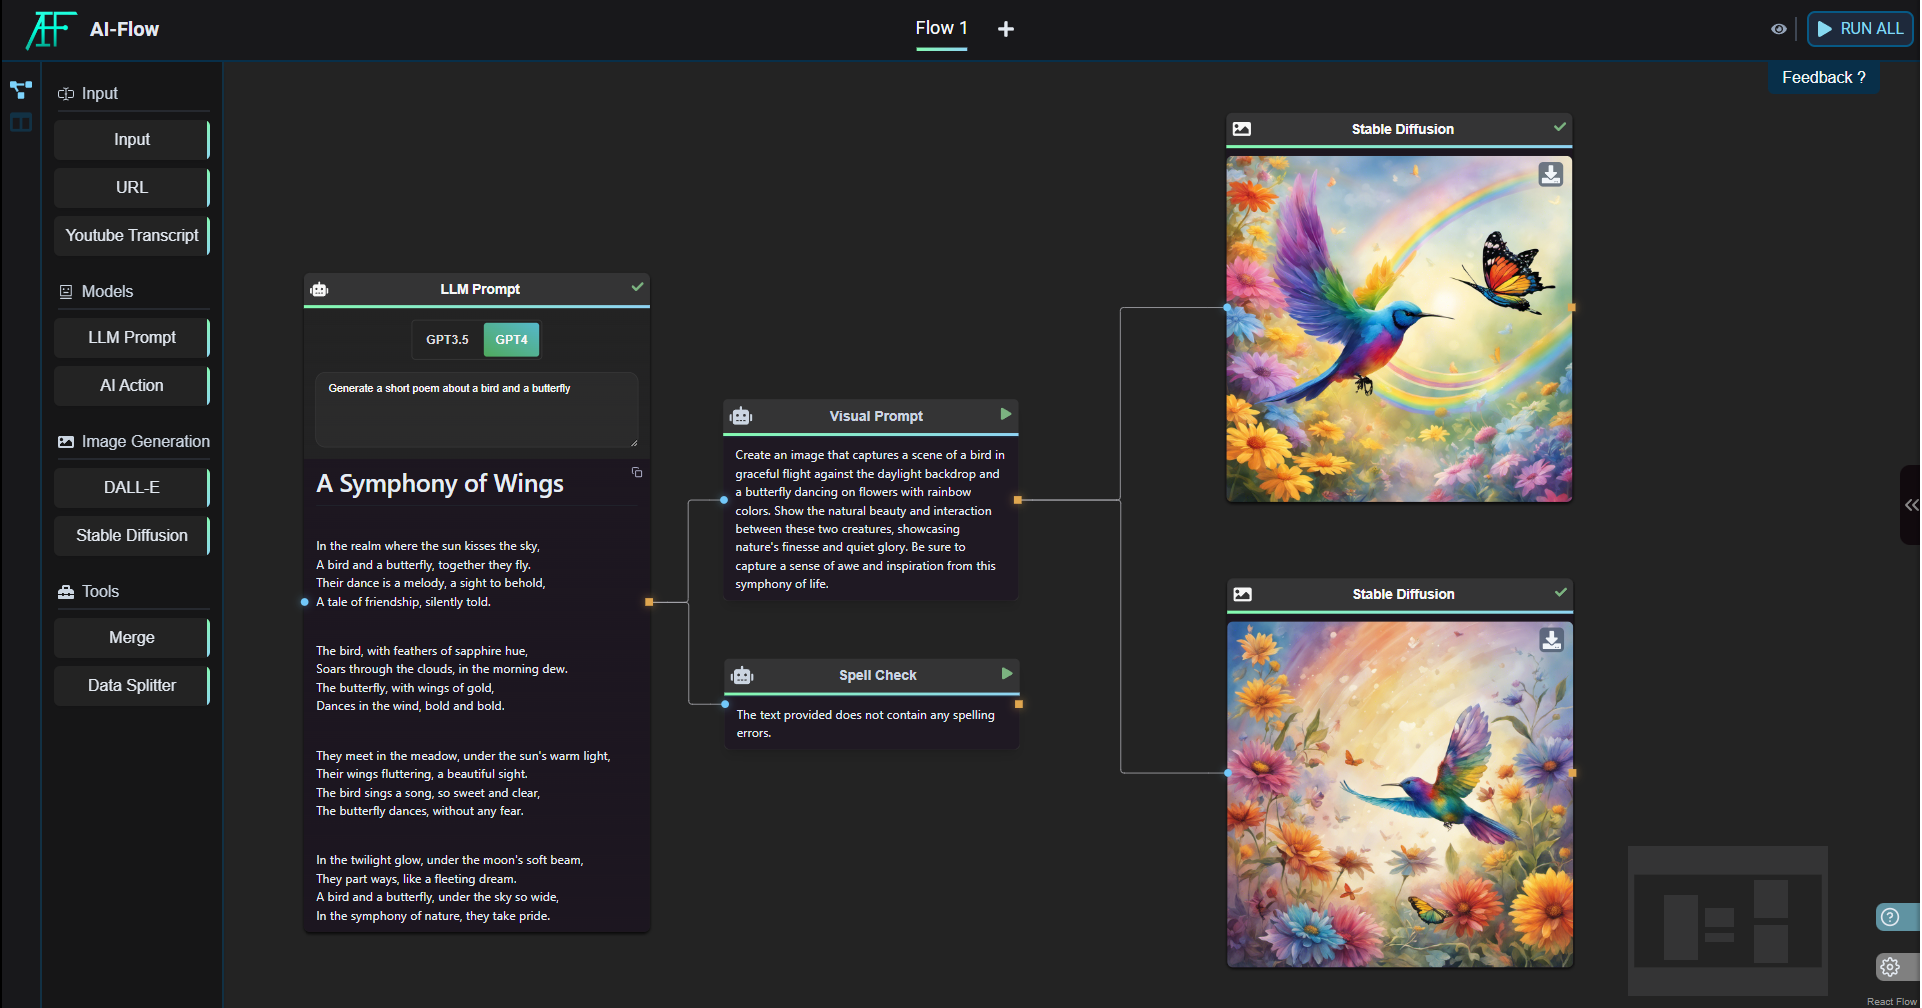 AI-Flow
Flow 1
RUN ALL
Feedback ?
Input
Input
URL
Youtube Transcript
Models
LLM Prompt
AI Action
Image Generation
DALL-E
Stable Diffusion
Tools
Merge
Data Splitter
LLM Prompt
GPT3.5
GPT4
Generate a short poem about a bird and a butterfly
A Symphony of Wings
In the realm where the sun kisses the sky,
A bird and a butterfly, together they fly.
Their dance is a melody, a sight to behold,
A tale of friendship, silently told.
The bird, with feathers of sapphire hue,
Soars through the clouds, in the morning dew.
The butterfly, with wings of gold,
Dances in the wind, bold and bold.
They meet in the meadow, under the sun's warm light,
Their wings fluttering, a beautiful sight.
The bird sings a song, so sweet and clear,
The butterfly dances, without any fear.
In the twilight glow, under the moon's soft beam,
They part ways, like a fleeting dream.
A bird and a butterfly, under the sky so wide,
In the symphony of nature, they take pride.
Visual Prompt
Create an image that captures a scene of a bird in
graceful flight against the daylight backdrop and
a butterfly dancing on flowers with rainbow
colors. Show the natural beauty and interaction
between these two creatures, showcasing
nature's finesse and quiet glory. Be sure to
capture a sense of awe and inspiration from this
symphony of life.
Spell Check
The text provided does not contain any spelling
errors.
Stable Diffusion
Stable Diffusion
React Flow